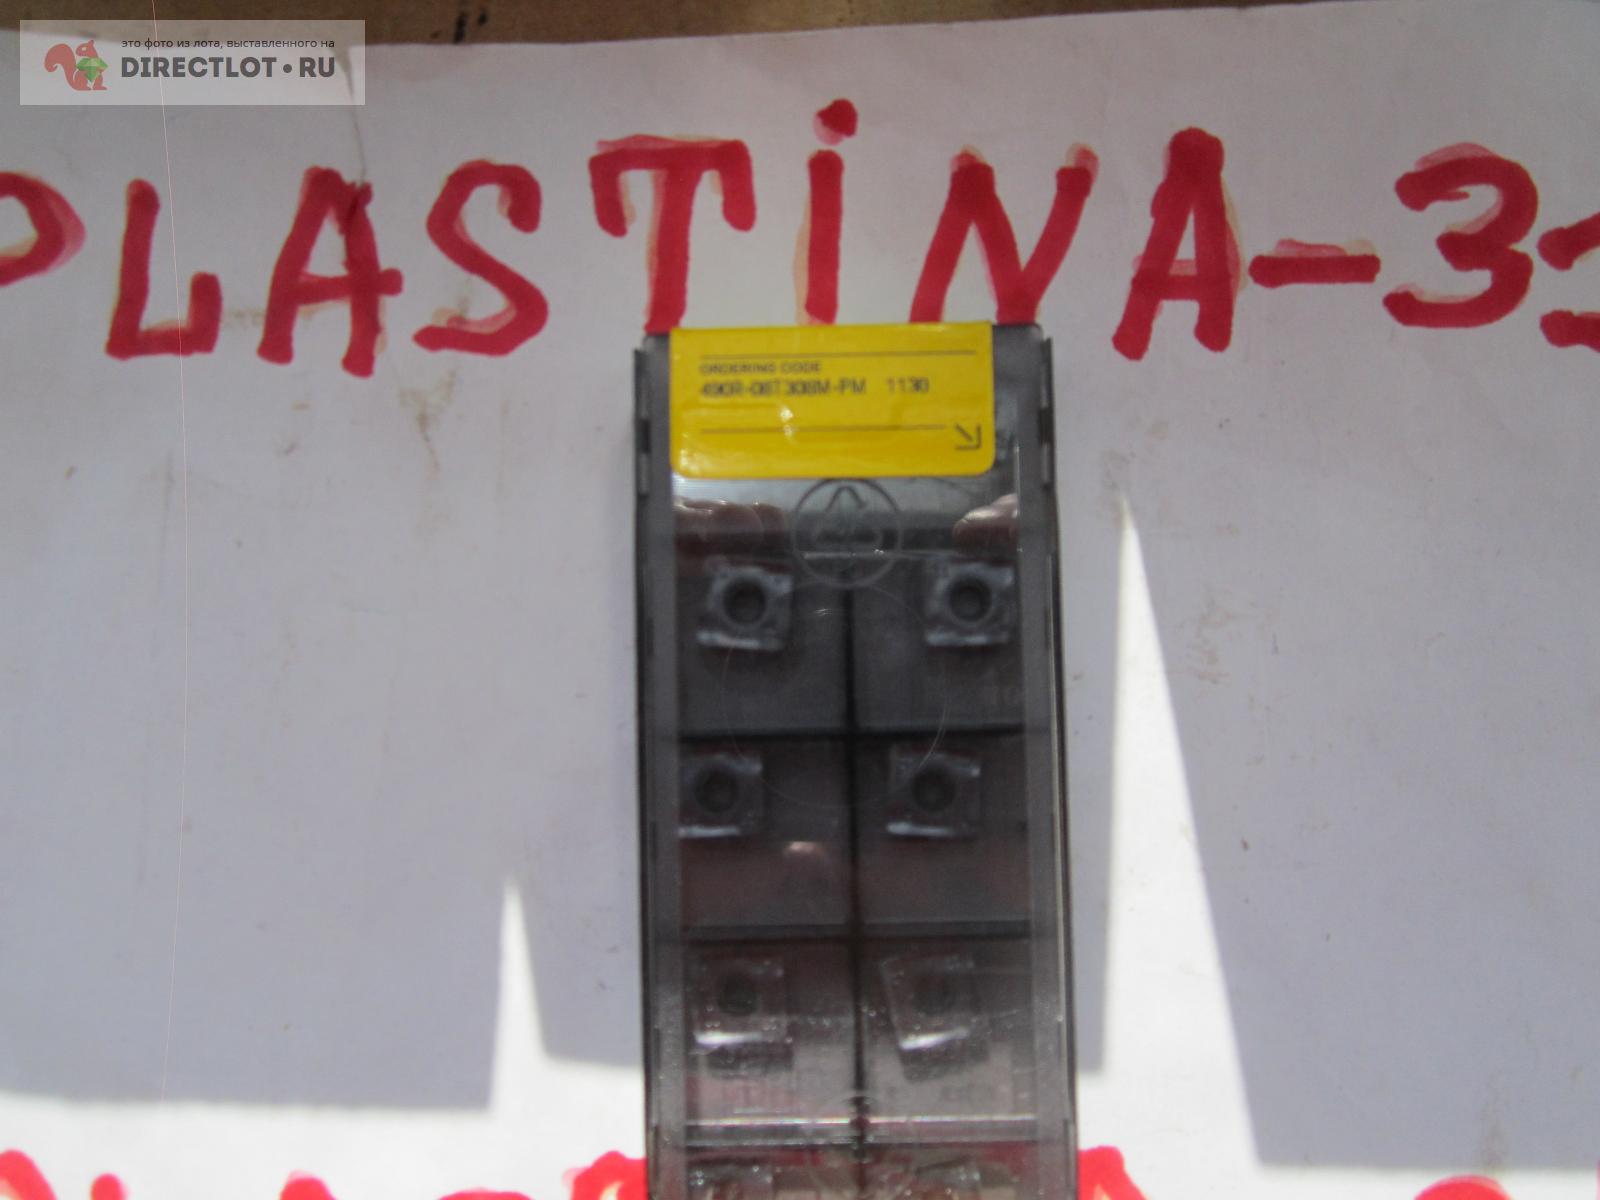 это фото из лота, выставленного на
DIRECTLOT•RU
PLASTINA-3
ORDERING CODE
490R-08T308M-PM 1130